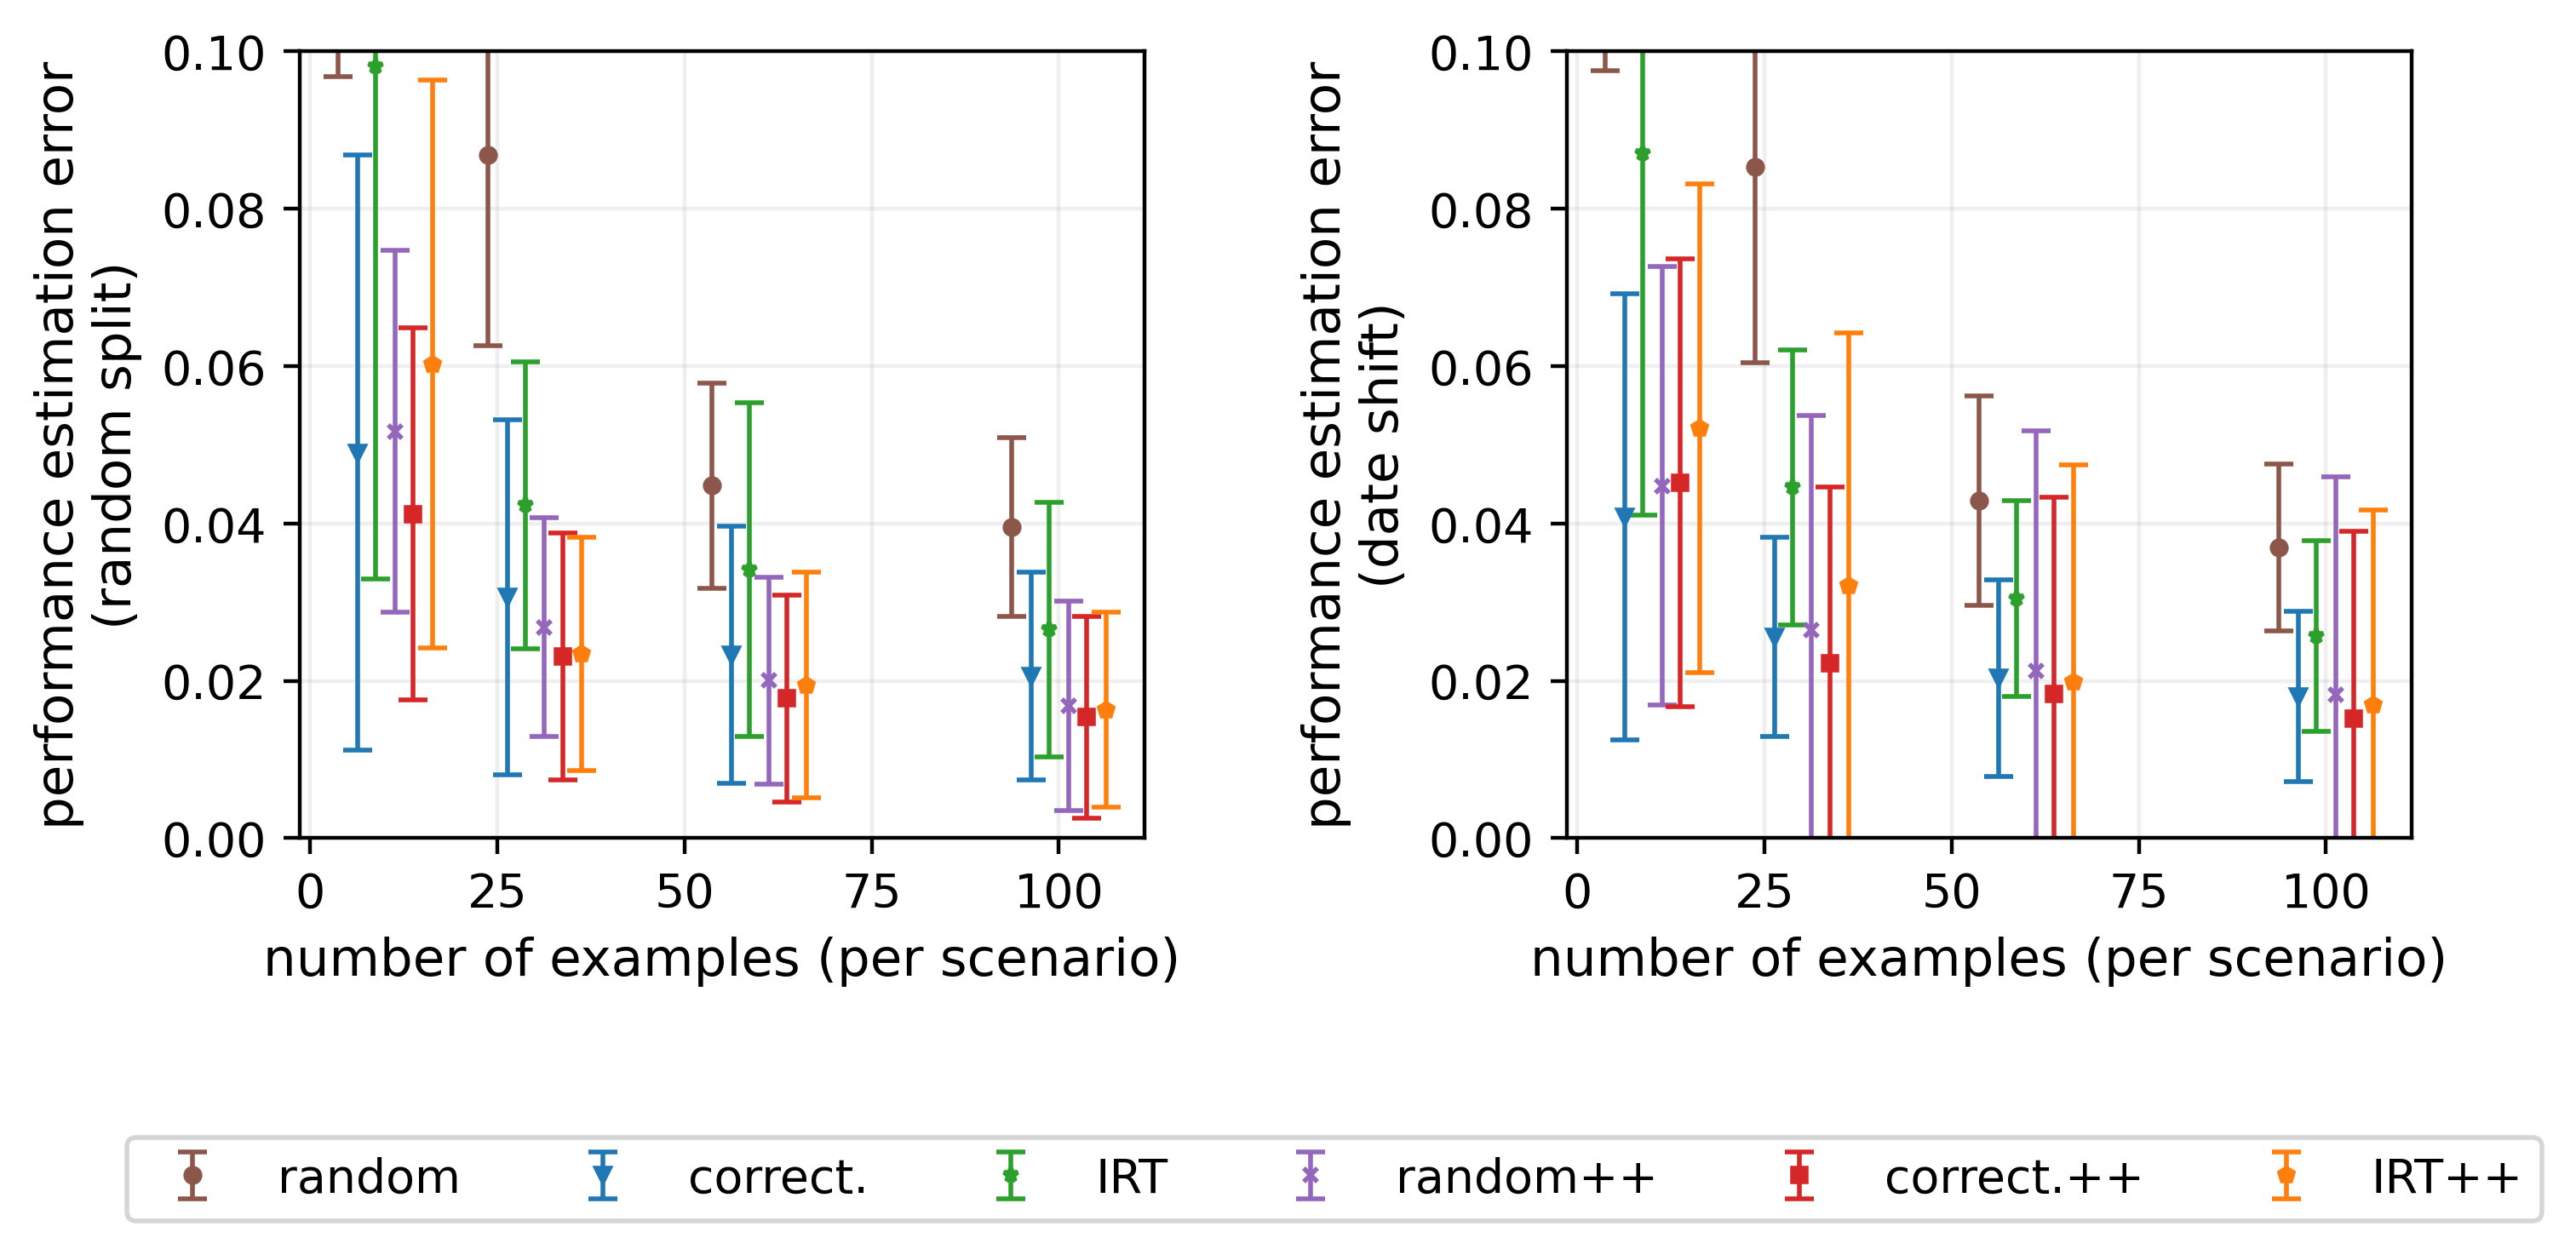 performance estimation error
(random split)
0.10
0.08
0.06
0.04
0.02
0.00
0 25 50 75 100
number of examples (per scenario)
performance estimation error
(date shift)
0.10
0.08
0.06
0.04
0.02
0.00
0 25 50 75 100
number of examples (per scenario)
random correct. IRT random++ correct.++ IRT++